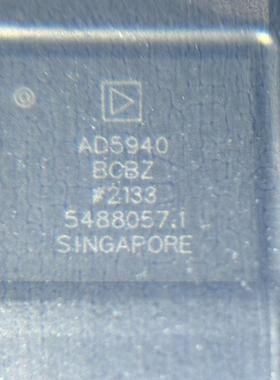 AD5940
BCBZ
#2133
5488057.1
SINGAPORE